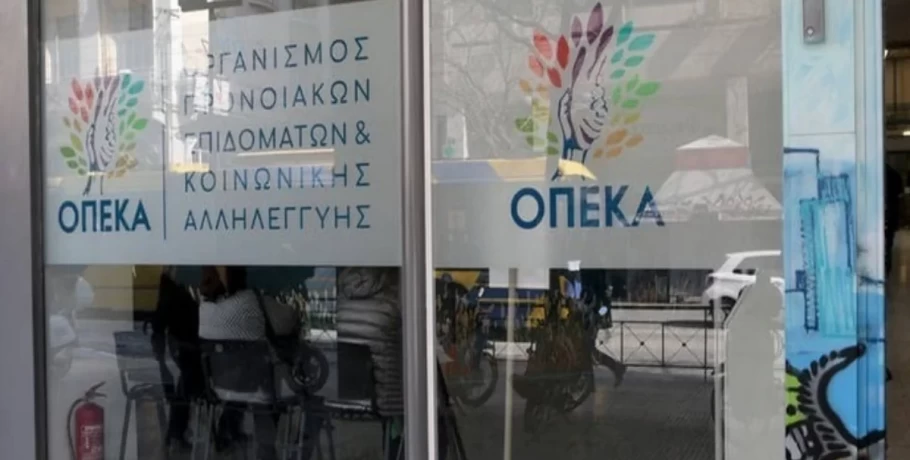 ΟΡΓΑΝΙΣΜΟΣ
ΠΡΟΝΟΙΑΚΩΝ
ΕΠΙΔΟΜΑΤΩΝ &
ΚΟΙΝΩΝΙΚΗΣ
ΑΛΛΗΛΕΓΓΥΗΣ
ΟΠΕΚΑ
ΟΠΕΚΑ